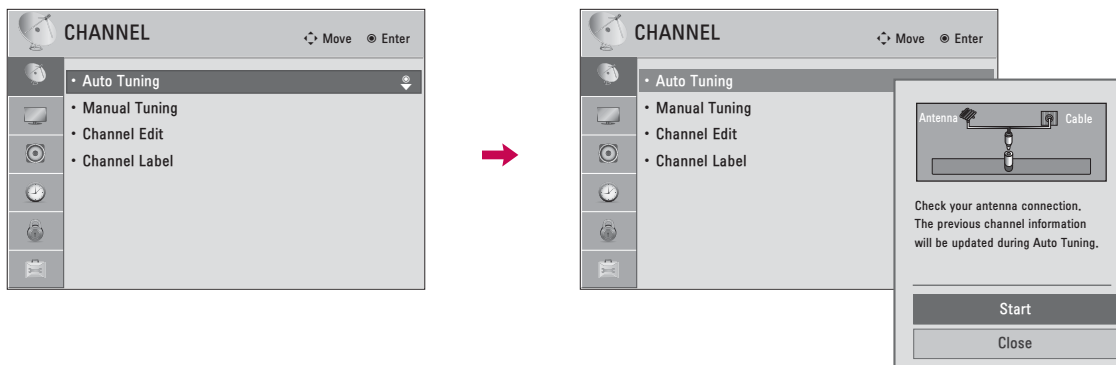 CHANNEL
Move Enter
• Auto Tuning
• Manual Tuning
• Channel Edit
• Channel Label
CHANNEL
Move Enter
• Auto Tuning
• Manual Tuning
• Channel Edit
• Channel Label
Antenna Cable
Check your antenna connection.
The previous channel information
will be updated during Auto Tuning.
Start
Close